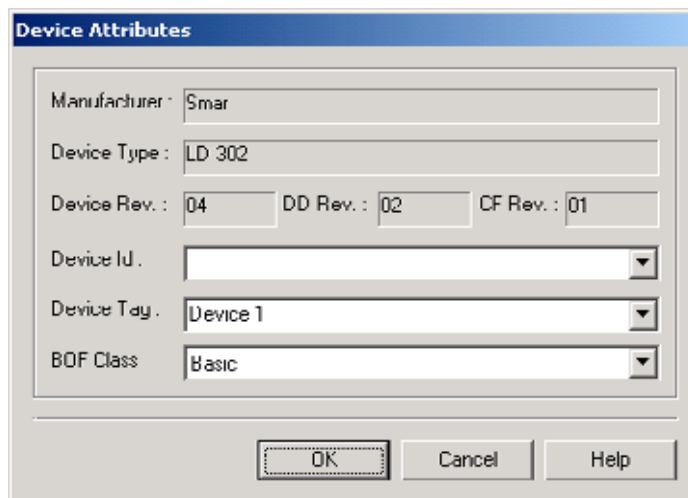 Device Attributes
Manufacturer : Smar
Device Type : LD 302
Device Rev. : 04 DD Rev. : 02 CF Rev. : 01
Device Id :
Device Tag : Device 1
BOF Class Basic
OK Cancel Help